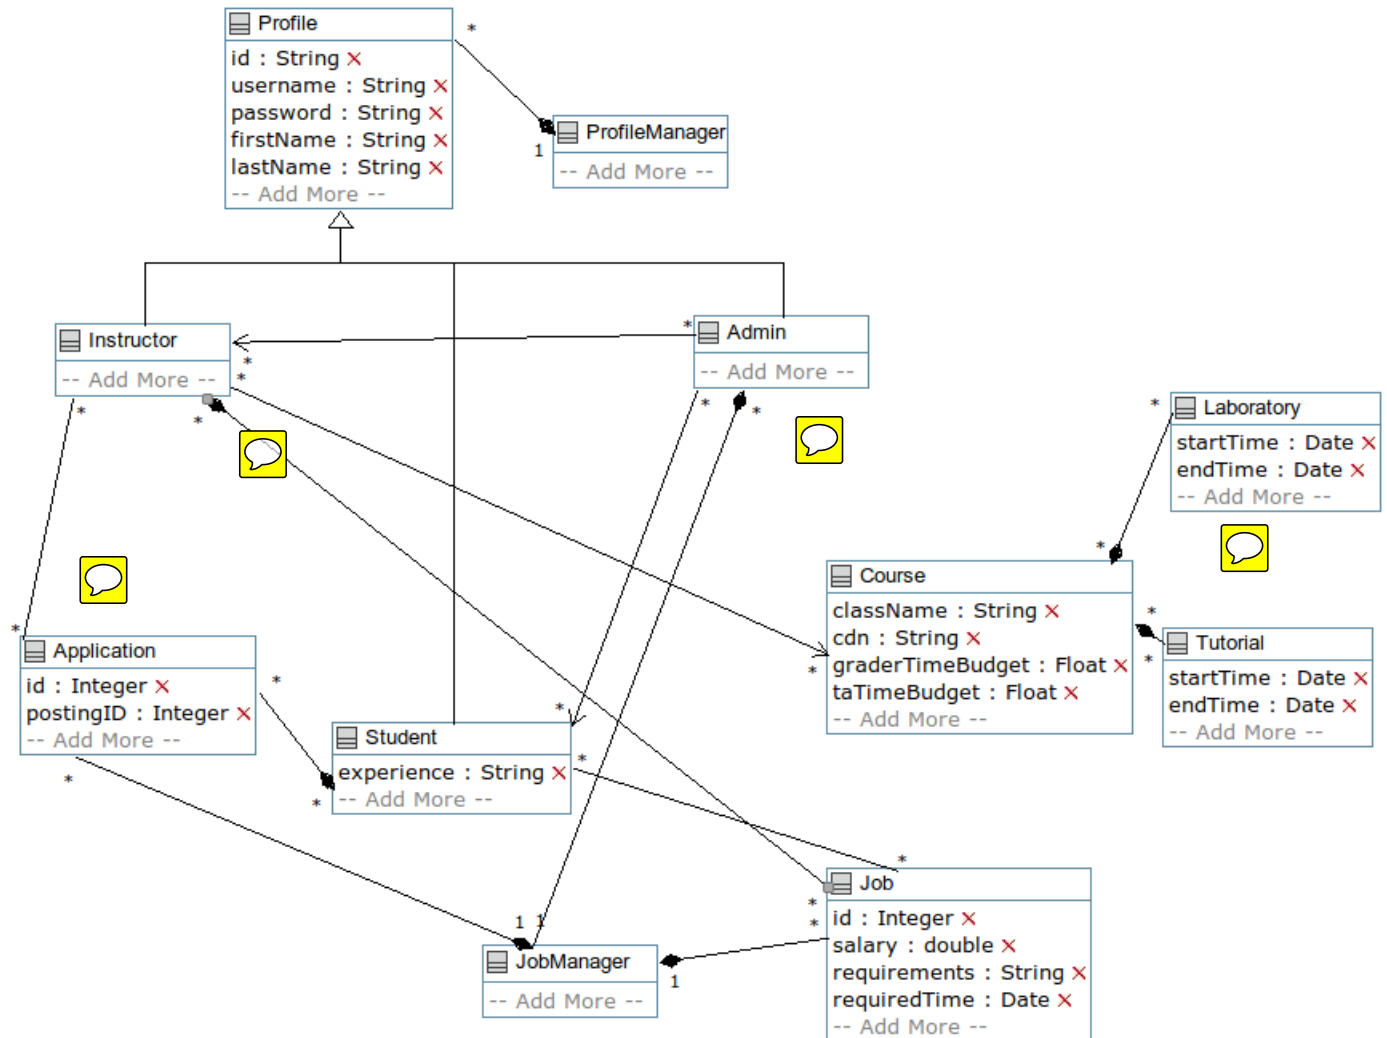 Profile
id : String
username : String
password : String
firstName : String
lastName : String
-- Add More --
*
ProfileManager
-- Add More --
1
Instructor
-- Add More --
*
*
*
*
Admin
-- Add More --
*
*
*
Laboratory
startTime : Date
endTime : Date
-- Add More --
*
*
Course
className : String
cdn : String
graderTimeBudget : Float
taTimeBudget : Float
-- Add More --
*
*
*
Tutorial
startTime : Date
endTime : Date
-- Add More --
*
Application
id : Integer
postingID : Integer
-- Add More --
*
*
Student
experience : String
-- Add More --
*
*
*
JobManager
-- Add More --
1
1
1
Job
id : Integer
salary : double
requirements : String
requiredTime : Date
-- Add More --
*
*
*